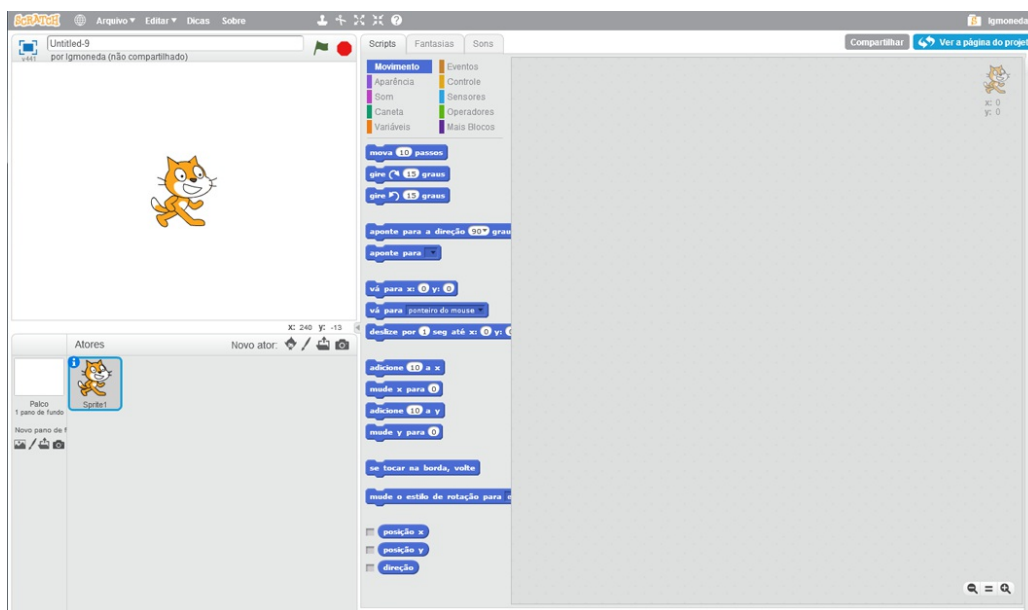 SCRATCH Arquivo Editar Dicas Sobre lgmoneda
Untitled-9
por lgmoneda (não compartilhado)
v441
Scripts Fantasias Sons
Compartilhar Ver a página do projet
Movimento Eventos
Aparência Controle
Som Sensores
Caneta Operadores
Variáveis Mais Blocos
x: 0
y: 0
mova 10 passos
gire 15 graus
gire 15 graus
aponte para a direção 90 grau
aponte para
vá para x: 0 y: 0
vá para ponteiro do mouse
deslize por 1 seg até x: 0 y: 0
adicione 10 a x
mude x para 0
adicione 10 a y
mude y para 0
se tocar na borda, volte
mude o estilo de rotação para
posição x
posição y
direção
X: 240 Y: -13
Atores Novo ator:
Palco
1 pano de fundo
Sprite1
Novo pano de f